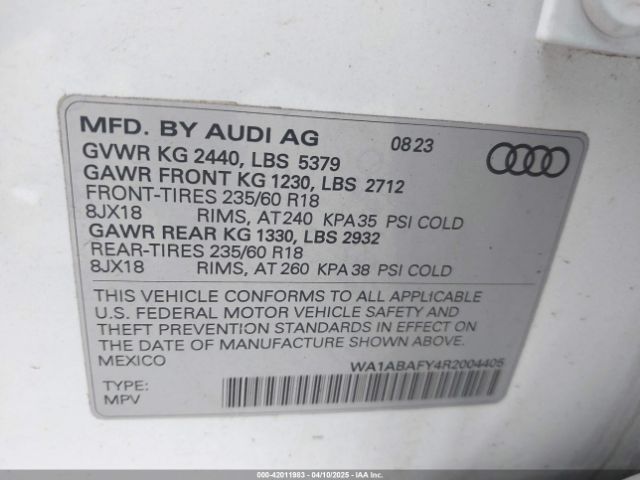 MFD. BY AUDI AG 08 23
GVWR KG 2440, LBS 5379
GAWR FRONT KG 1230, LBS 2712
FRONT-TIRES 235/60 R18
8JX18 RIMS, AT 240 KPA 35 PSI COLD
GAWR REAR KG 1330, LBS 2932
REAR-TIRES 235/60 R18
8JX18 RIMS, AT 260 KPA 38 PSI COLD
THIS VEHICLE CONFORMS TO ALL APPLICABLE
U.S. FEDERAL MOTOR VEHICLE SAFETY AND
THEFT PREVENTION STANDARDS IN EFFECT ON
THE DATE OF MANUFACTURE SHOWN ABOVE.
MEXICO WA1ABAFY4R2004405
TYPE:
MPV
000-42011983 - 04/10/2025 - IAAI.COM